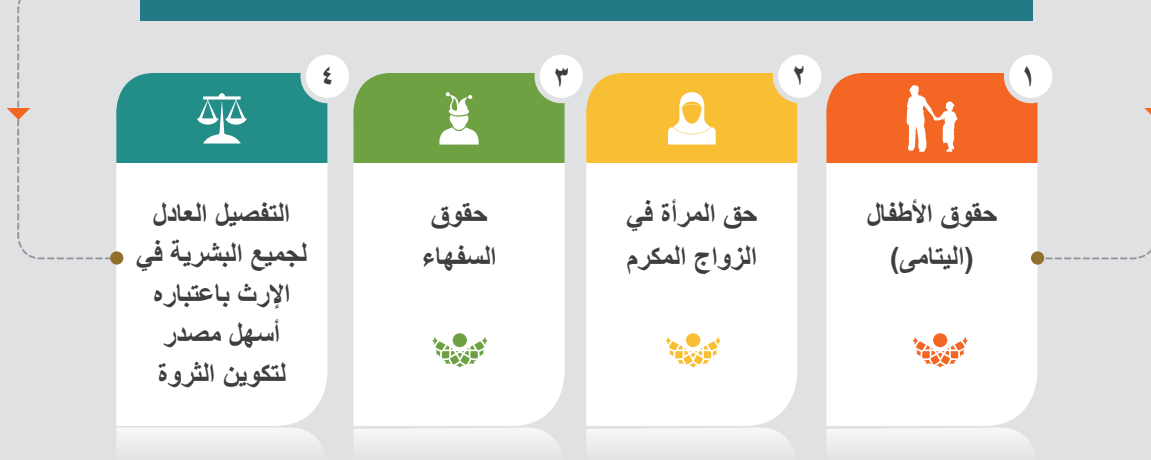 ١
حقوق الأطفال
(اليتامى)
٢
حق المرأة في
الزواج المكرم
٣
حقوق
السفهاء
٤
التفصيل العادل
لجميع البشرية في
الإرث باعتباره
أسهل مصدر
لتكوين الثروة